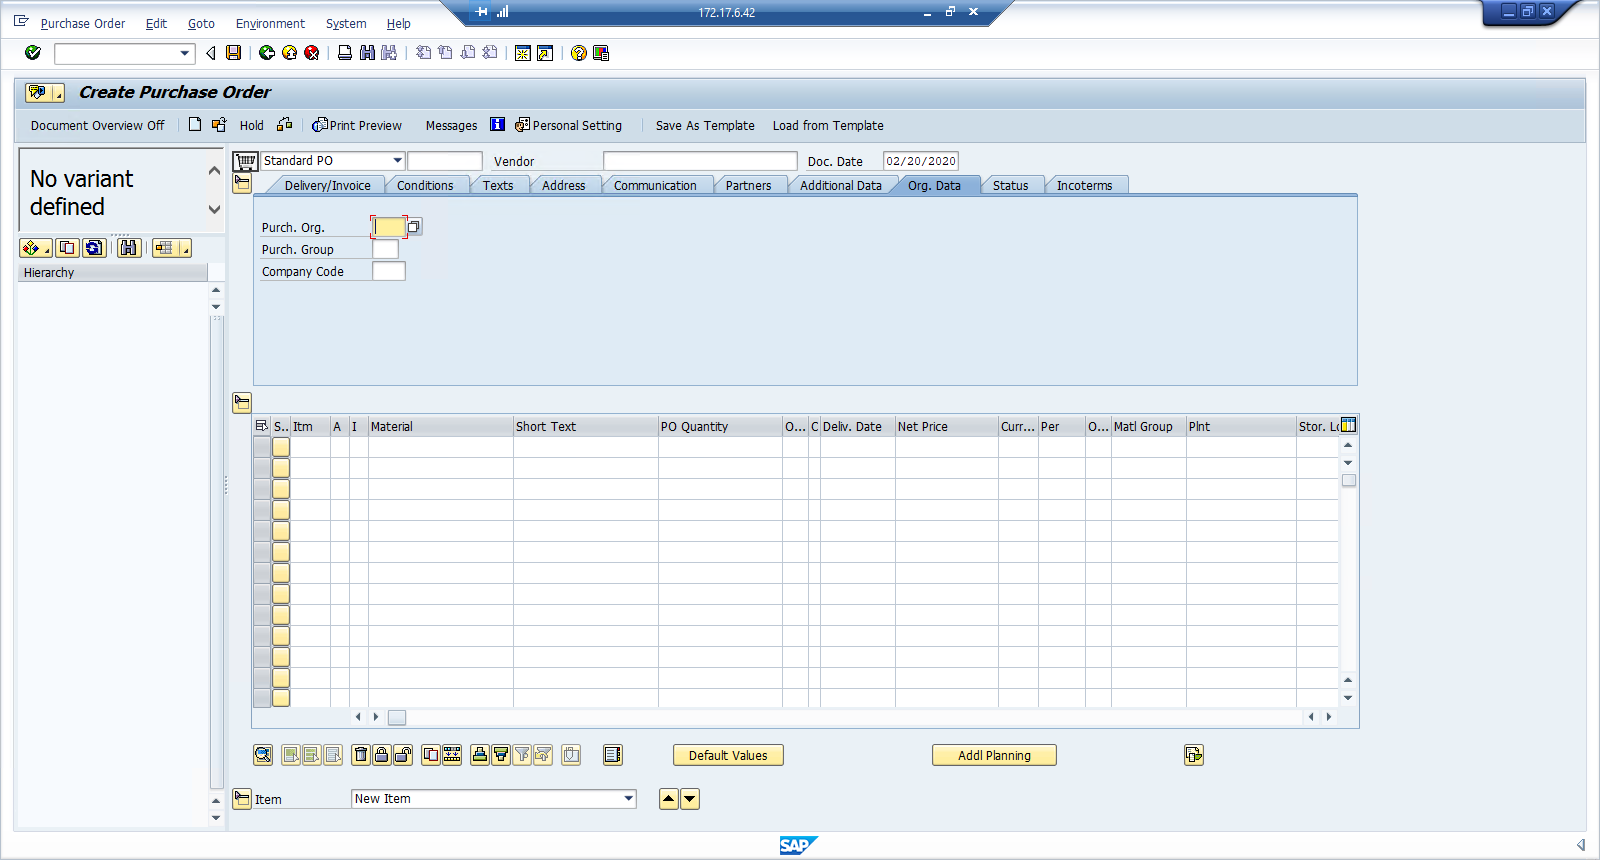 172.17.6.42
Purchase Order Edit Goto Environment System Help
Create Purchase Order
Document Overview Off Hold Print Preview Messages Personal Setting Save As Template Load from Template
No variant
defined
Hierarchy
Standard PO Vendor Doc. Date 02/20/2020
Delivery/Invoice Conditions Texts Address Communication Partners Additional Data Org. Data Status Incoterms
Purch. Org.
Purch. Group
Company Code
S.. Itm A I Material Short Text PO Quantity O... C Deliv. Date Net Price Curr... Per O... Matl Group Plnt Stor. Lo
Default Values Addl Planning
Item New Item
SAP